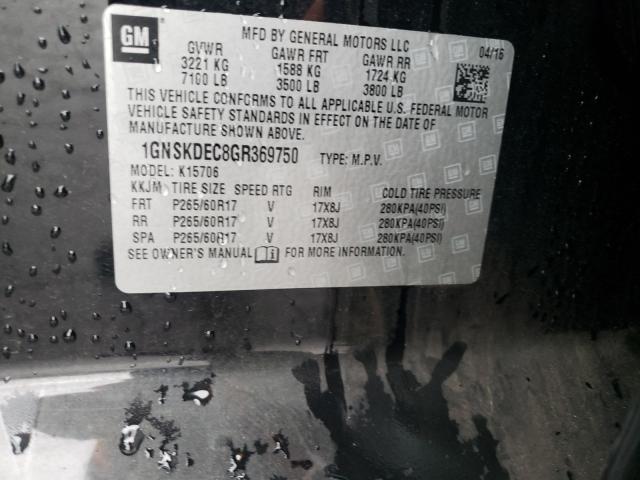 GM
MFD BY GENERAL MOTORS LLC
04/16
GVWR GAWR FRT GAWR RR
3221 KG 1588 KG 1724 KG
7100 LB 3500 LB 3800 LB
THIS VEHICLE CONFORMS TO ALL APPLICABLE U.S. FEDERAL MOTOR
VEHICLE SAFETY STANDARDS IN EFFECT ON THE DATE OF
MANUFACTURE SHOWN ABOVE.
1GNSKDEC8GR369750 TYPE: M.P.V.
MODEL: K15706
KKJM TIRE SIZE SPEED RTG RIM COLD TIRE PRESSURE
FRT P265/60R17 V 17X8J 280KPA(40PSI)
RR P265/60R17 V 17X8J 280KPA(40PSI)
SPA P265/60R17 V 17X8J 280KPA(40PSI)
SEE OWNER'S MANUAL FOR MORE INFORMATION.